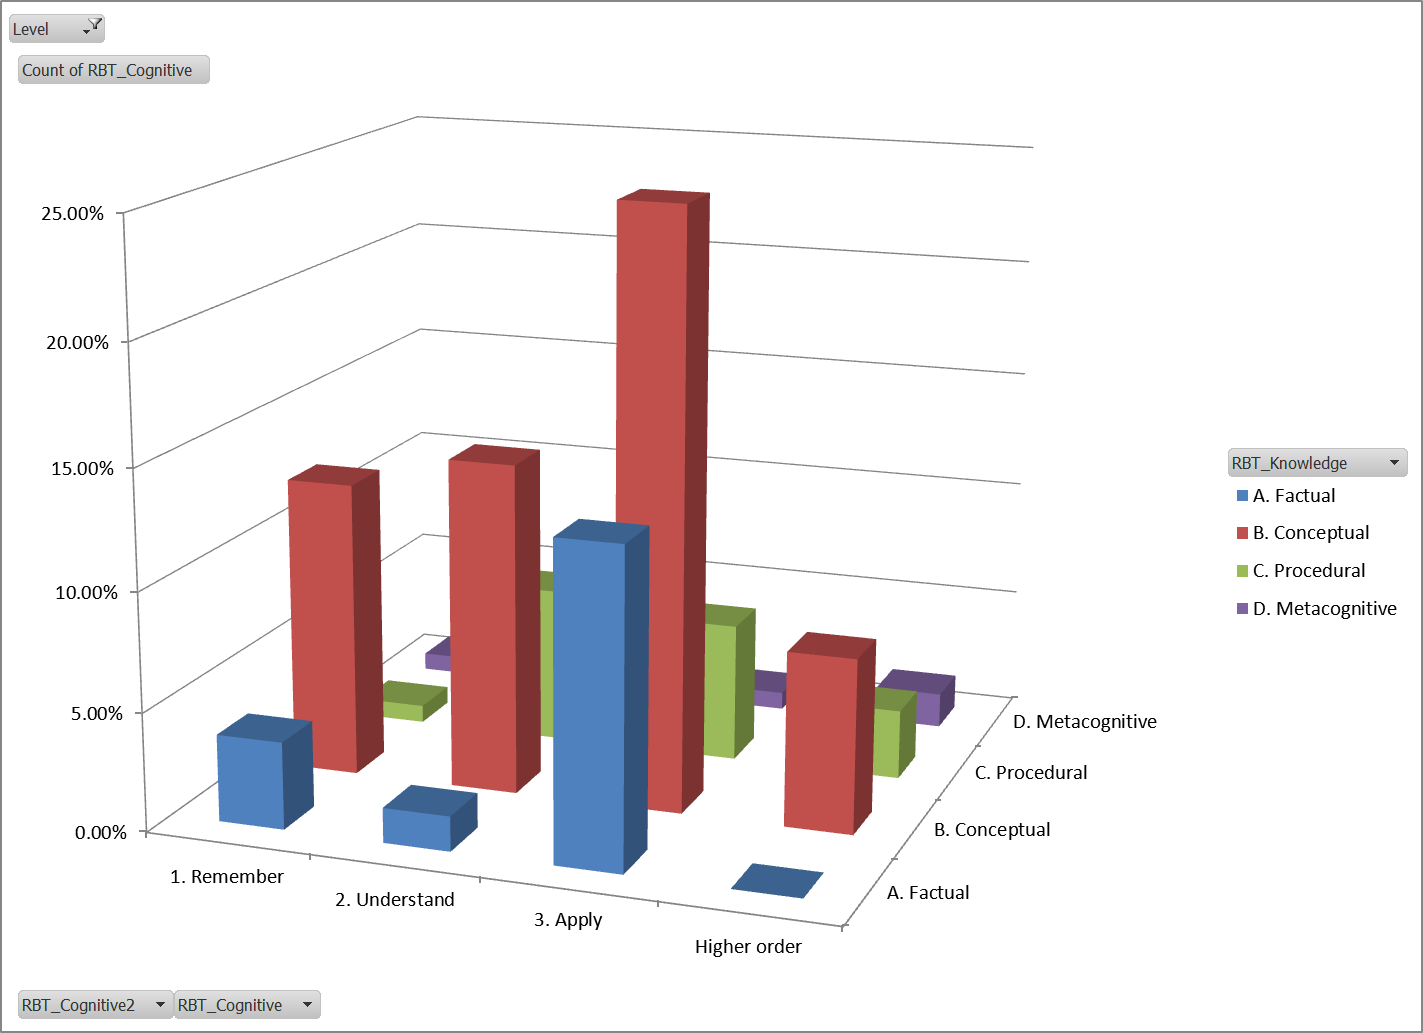 Level
Count of RBT_Cognitive
25.00%
20.00%
15.00%
10.00%
5.00%
0.00%
1. Remember
2. Understand
3. Apply
Higher order
A. Factual
B. Conceptual
C. Procedural
D. Metacognitive
RBT_Knowledge
A. Factual
B. Conceptual
C. Procedural
D. Metacognitive
RBT_Cognitive2
RBT_Cognitive